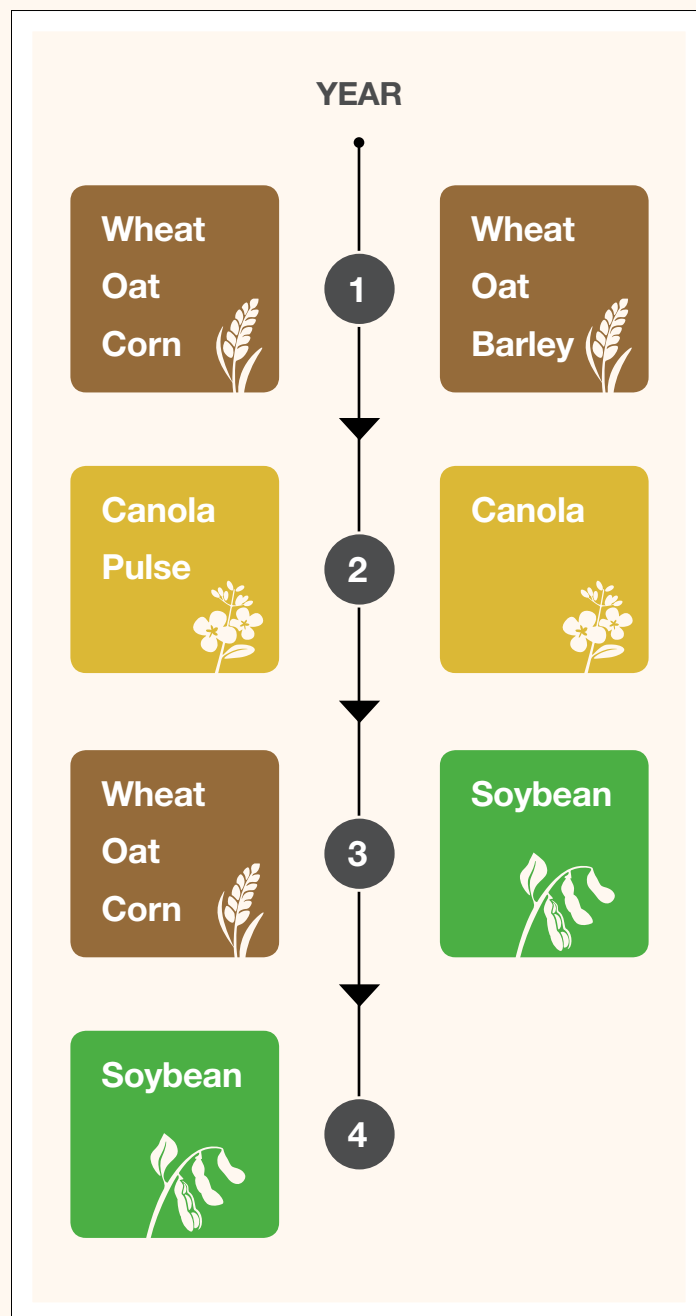 YEAR
Wheat
Oat
Corn
1
Wheat
Oat
Barley
Canola
Pulse
2
Canola
Wheat
Oat
Corn
3
Soybean
Soybean
4